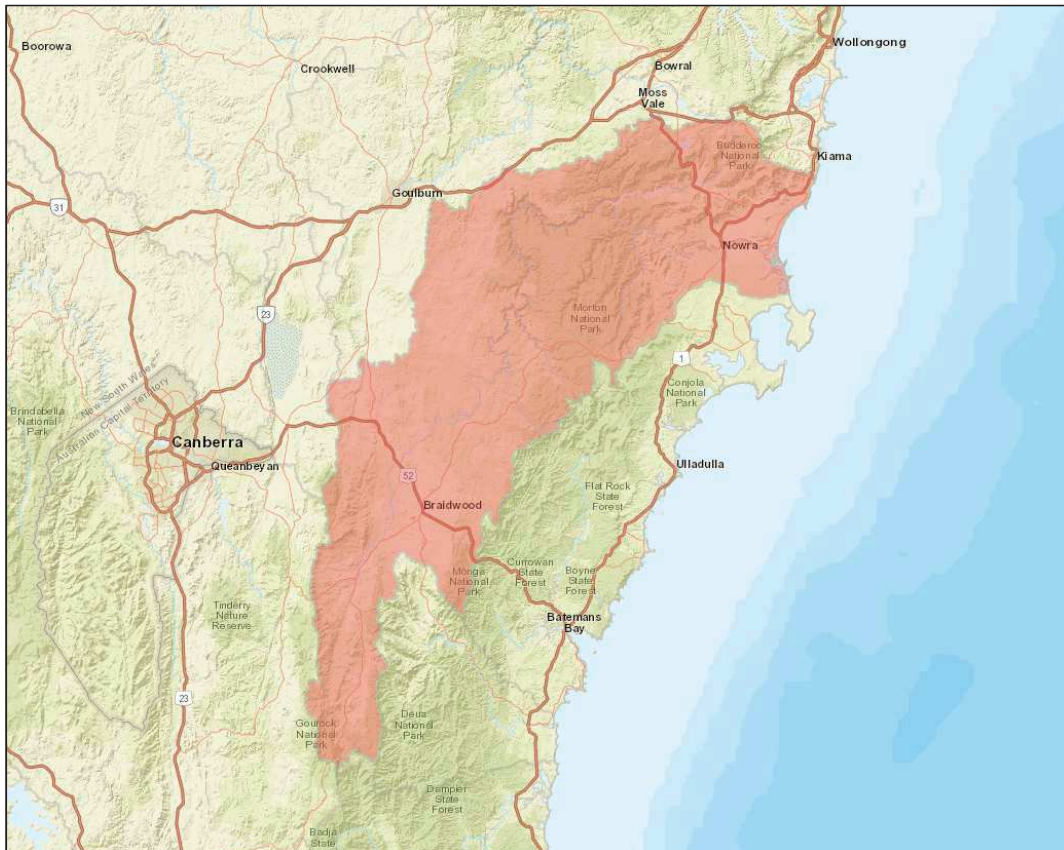 Boorowa
Wollongong
Crookwell
Bowral
Moss
Vale
Budderoo
National
Park
Kiama
Goulburn
31
Nowra
23
Morton
National
Park
1
New South Wales
Australian Capital Territory
Conjola
National
Park
Brindabella
National
Park
Canberra
Queanbeyan
Ulladulla
52
Braidwood
Flat Rock
State
Forest
Monga
National
Park
Currowan
State
Forest
Boyne
State
Forest
Tinderry
Nature
Reserve
Batemans
Bay
23
Gourock
National
Park
Deua
National
Park
Dampier
State
Forest
Badja
State